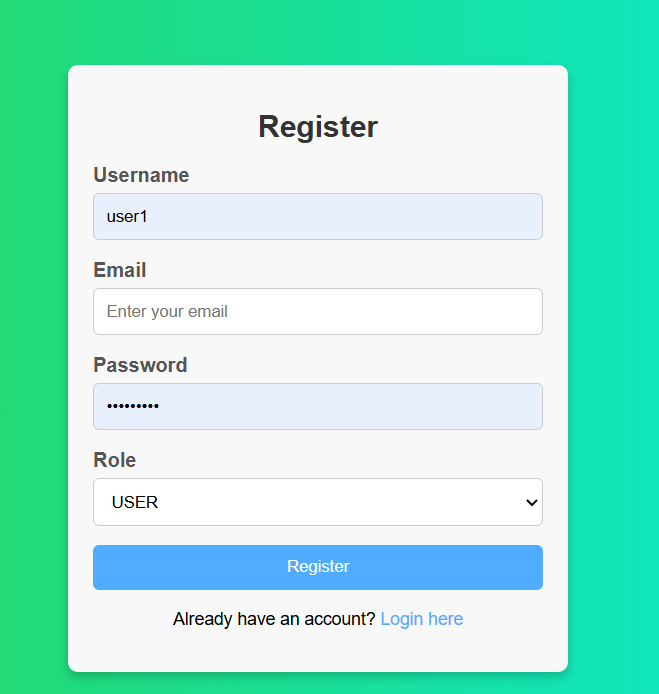 Register
Username
user1
Email
Enter your email
Password
•••••••••
Role
USER
Register
Already have an account? Login here